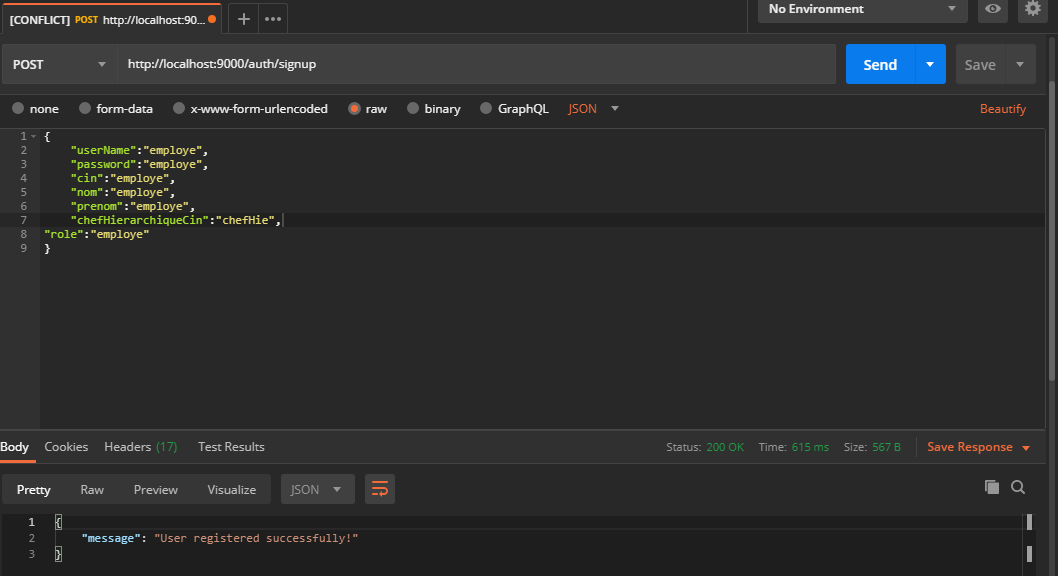 [CONFLICT] POST http://localhost:90... No Environment
POST http://localhost:9000/auth/signup Send Save
none form-data x-www-form-urlencoded raw binary GraphQL JSON Beautify
1 {
2 "userName":"employe",
3 "password":"employe",
4 "cin":"employe",
5 "nom":"employe",
6 "prenom":"employe",
7 "chefHierarchiqueCin":"chefHie",
8 "role":"employe"
9 }
Body Cookies Headers (17) Test Results Status: 200 OK Time: 615 ms Size: 567 B Save Response
Pretty Raw Preview Visualize JSON
1 {
2 "message": "User registered successfully!"
3 }